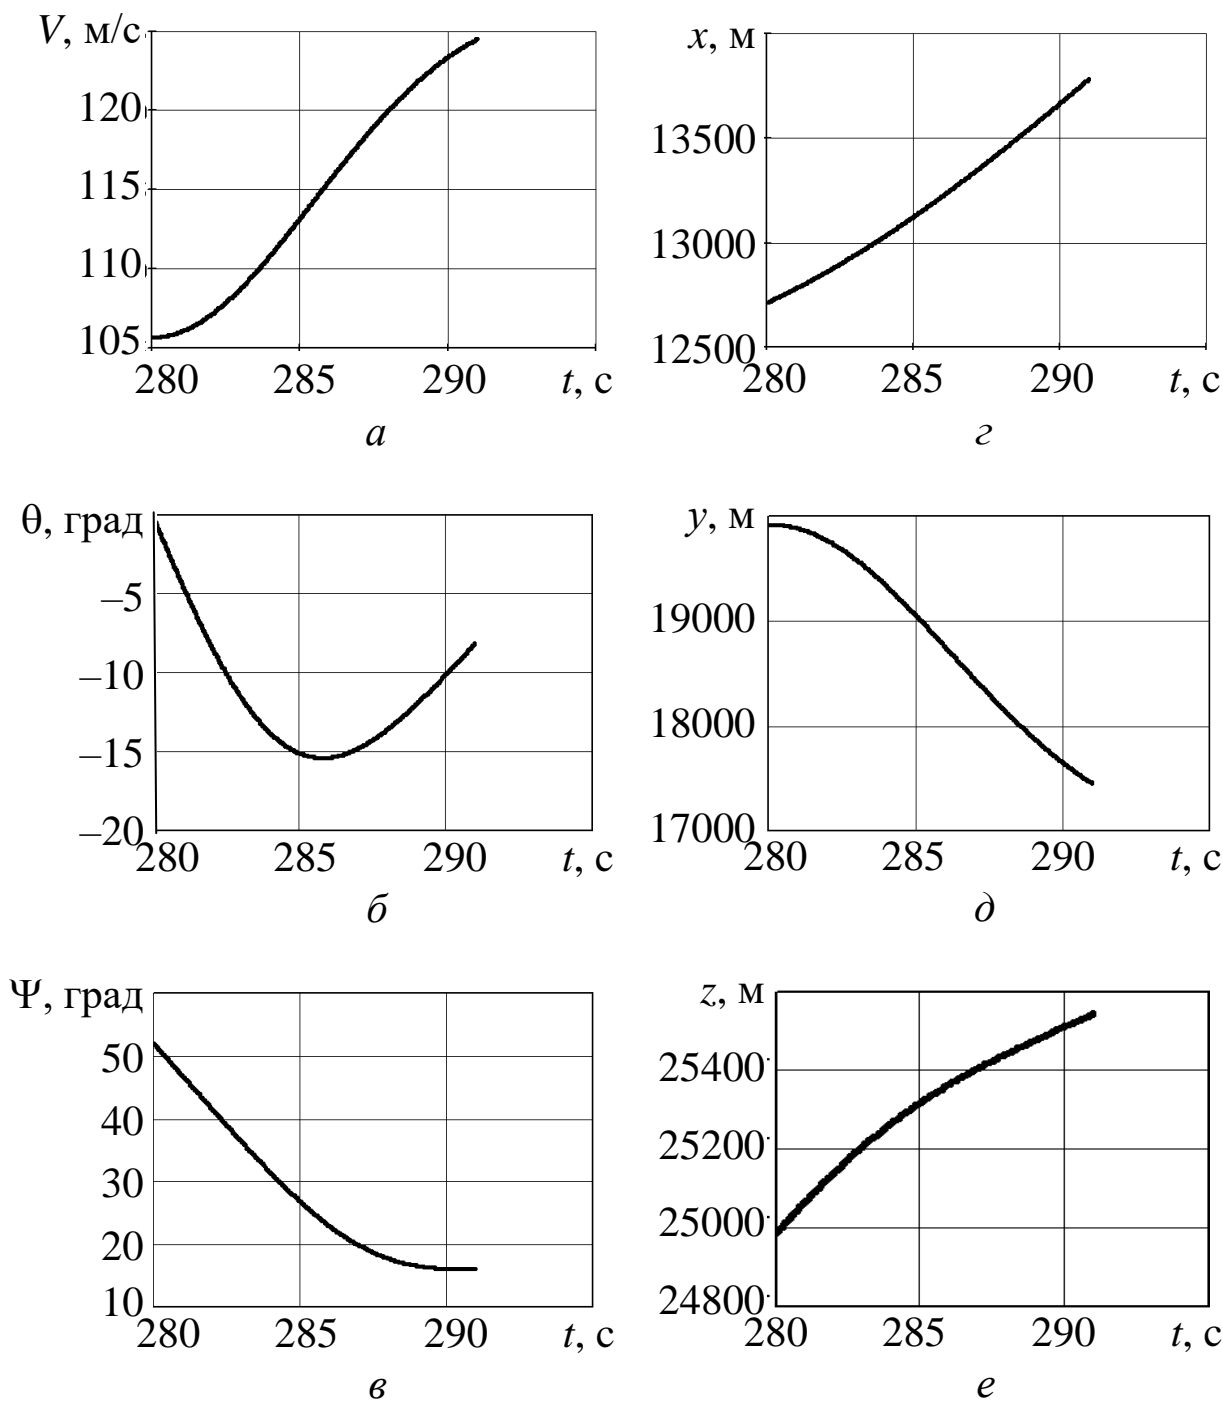 V, м/с
120
115
110
105
280 285 290 t, с
а
x, м
13500
13000
12500
280 285 290 t, с
г
θ, град
–5
–10
–15
–20
280 285 290 t, с
б
y, м
19000
18000
17000
280 285 290 t, с
д
Ψ, град
50
40
30
20
10
280 285 290 t, с
в
z, м
25400
25200
25000
24800
280 285 290 t, с
е